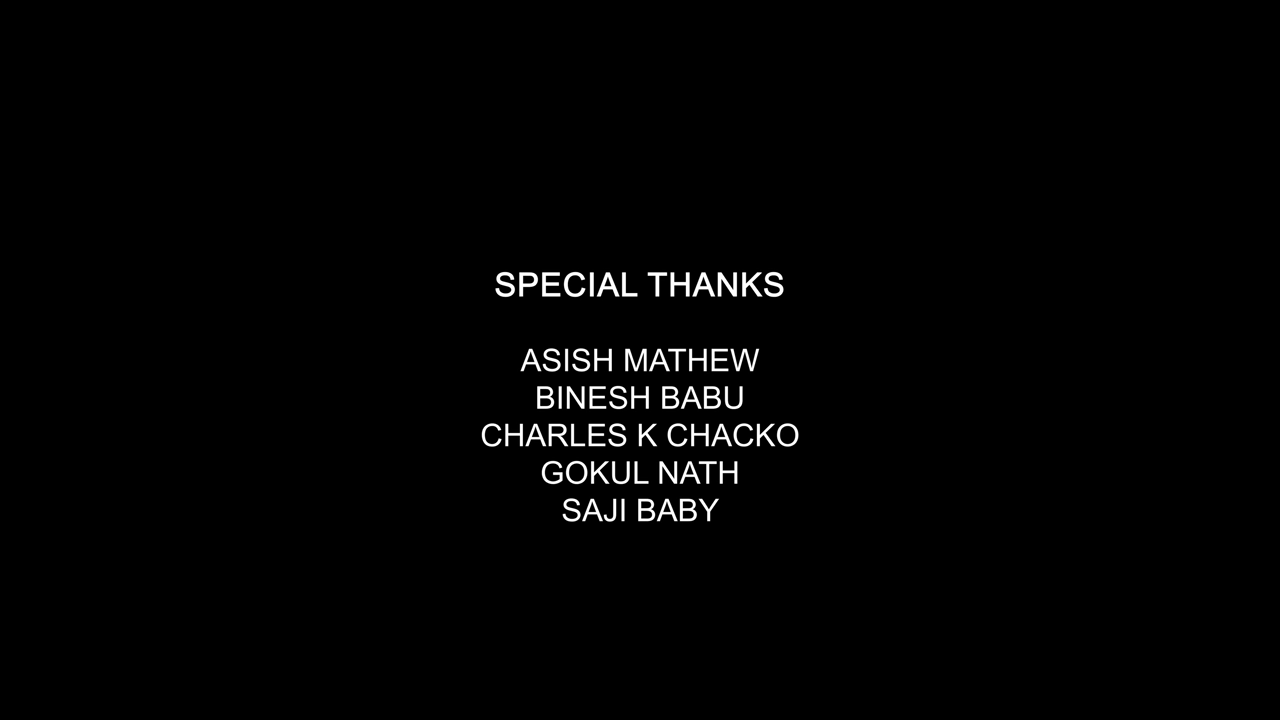 SPECIAL THANKS
ASISH MATHEW
BINESH BABU
CHARLES K CHACKO
GOKUL NATH
SAJI BABY